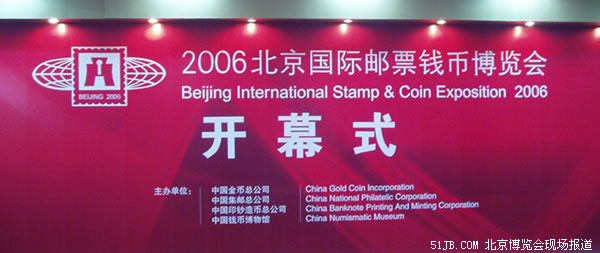 2006北京国际邮票钱币博览会
Beijing International Stamp & Coin Exposition 2006
BEIJING 2006
开幕式
主办单位:
中国金币总公司 China Gold Coin Incorporation
中国集邮总公司 China National Philatelic Corporation
中国印钞造币总公司 China Banknote Printing And Minting Corporation
中国钱币博物馆 China Numismatic Museum
51JB.COM 北京博览会现场报道